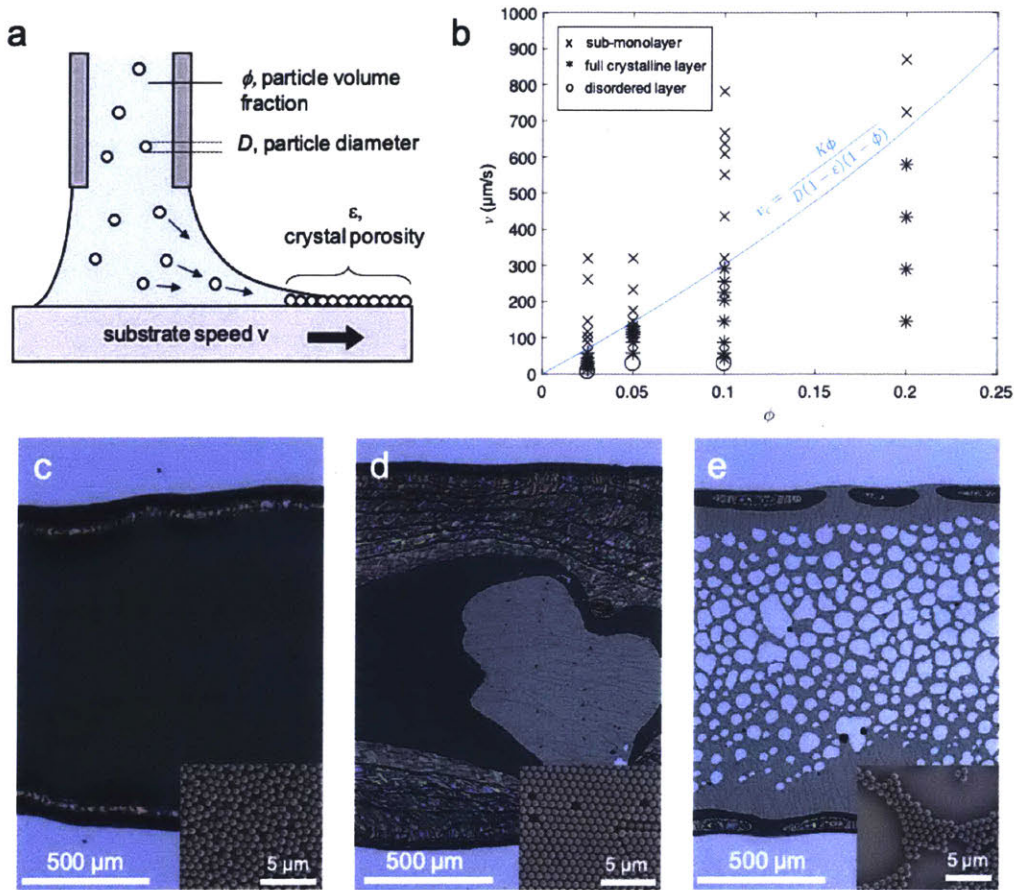 a
ϕ, particle volume
fraction
D, particle diameter
ε,
crystal porosity
substrate speed v
b
1000
900
800
700
600
500
400
300
200
100
0
ν (μm/s)
× sub-monolayer
* full crystalline layer
○ disordered layer
v_c = Kϕ / D(1 − ε)(1 − ϕ)
0
0.05
0.1
0.15
0.2
0.25
ϕ
c
500 μm
5 μm
d
500 μm
5 μm
e
500 μm
5 μm